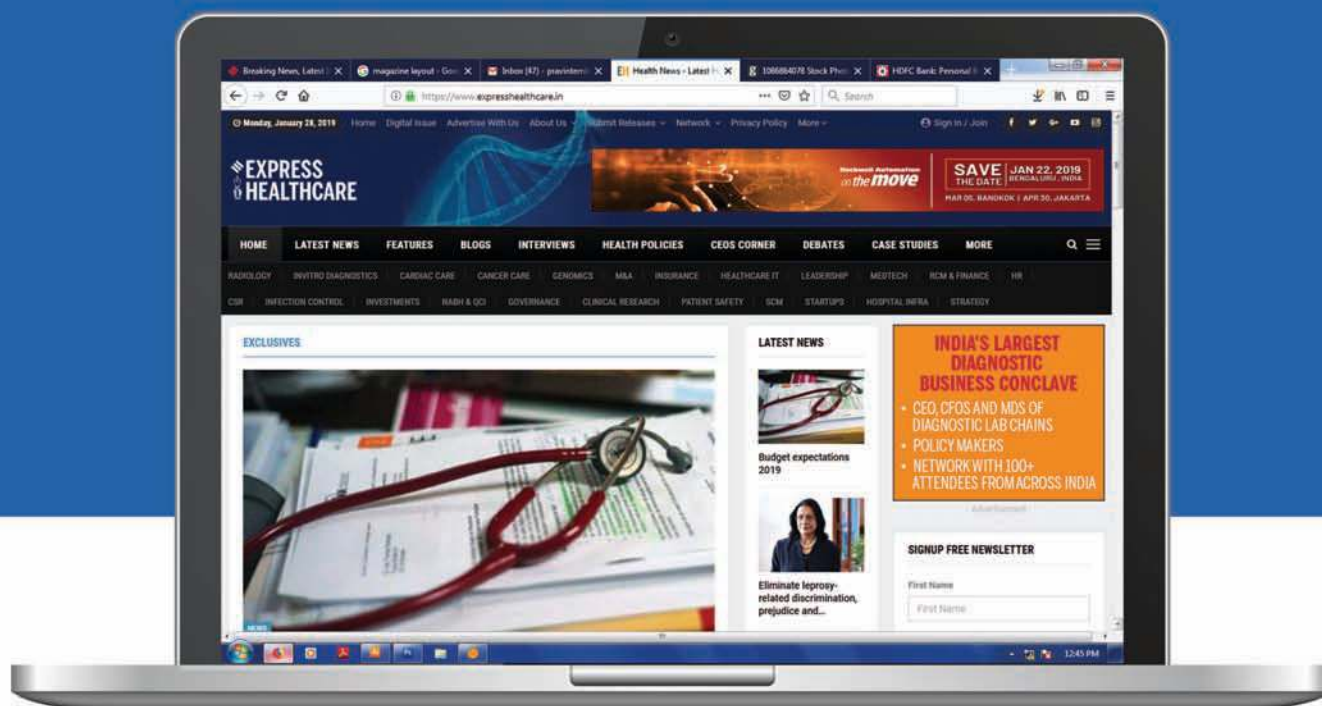 Breaking News, Latest
magazine layout - Goo
Inbox (47) - pravintern
Health News - Latest H
1086864078 Stock Phot
HDFC Bank: Personal B
https://www.expresshealthcare.in
Search
Monday, January 28, 2019 Home Digital Issue Advertise With Us About Us Submit Releases Network Privacy Policy More Sign in / Join
EXPRESS
HEALTHCARE
Rockwell Automation
on the move
SAVE
THE DATE
JAN 22, 2019
BENGALURU, INDIA
MAR 05, BANGKOK | APR 30, JAKARTA
HOME LATEST NEWS FEATURES BLOGS INTERVIEWS HEALTH POLICIES CEOS CORNER DEBATES CASE STUDIES MORE
RADIOLOGY INVITRO DIAGNOSTICS CARDIAC CARE CANCER CARE GENOMICS M&A INSURANCE HEALTHCARE IT LEADERSHIP MEDTECH RCM & FINANCE HR
CSR INFECTION CONTROL INVESTMENTS NABH & QCI GOVERNANCE CLINICAL RESEARCH PATIENT SAFETY SCM STARTUPS HOSPITAL INFRA STRATEGY
EXCLUSIVES
NEWS
LATEST NEWS
Budget expectations
2019
Eliminate leprosy-
related discrimination,
prejudice and...
INDIA'S LARGEST
DIAGNOSTIC
BUSINESS CONCLAVE
• CEO, CFOS AND MDS OF
DIAGNOSTIC LAB CHAINS
• POLICY MAKERS
• NETWORK WITH 100+
ATTENDEES FROM ACROSS INDIA
- Advertisement -
SIGNUP FREE NEWSLETTER
First Name
First Name
12:45 PM